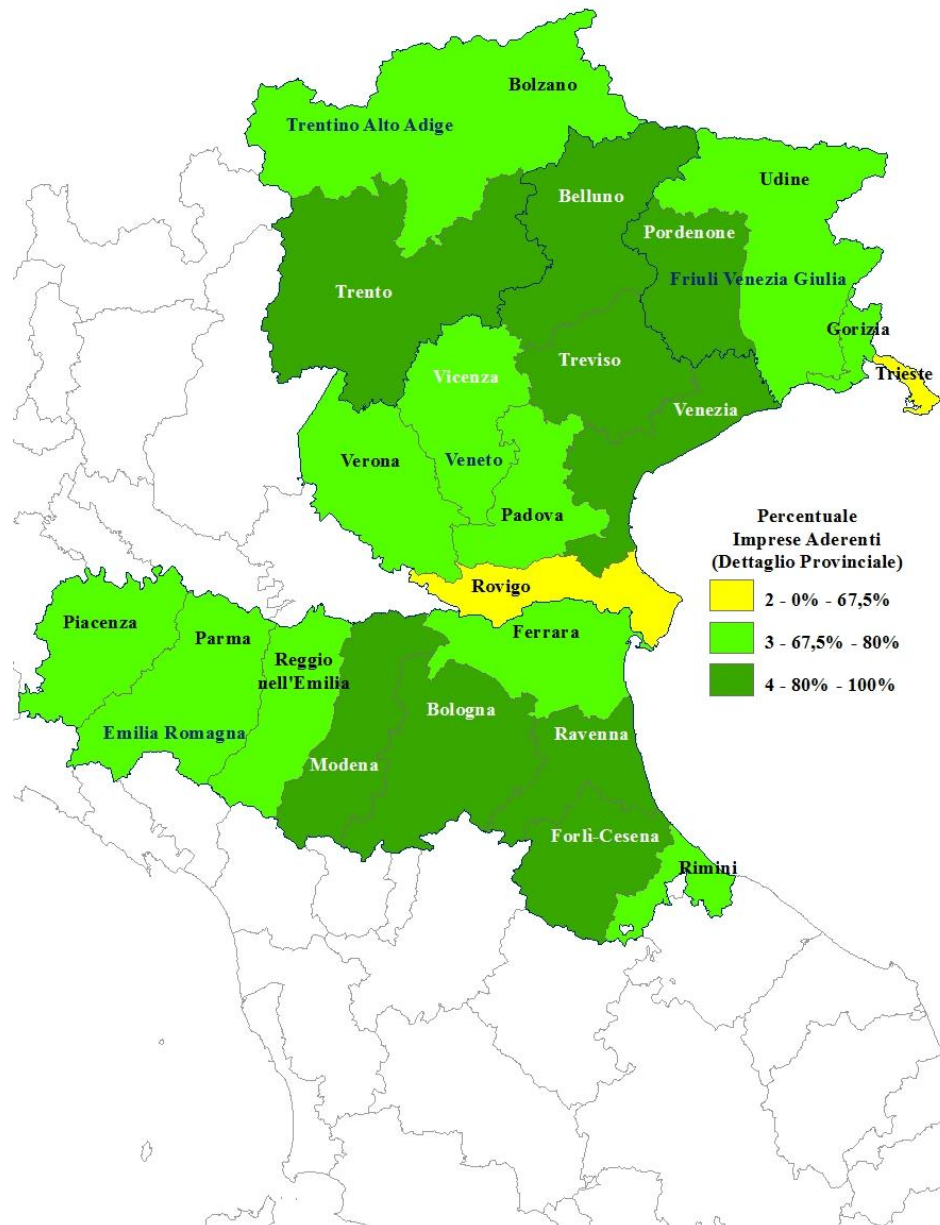 Bolzano
Trentino Alto Adige
Udine
Belluno
Pordenone
Friuli Venezia Giulia
Trento
Gorizia
Treviso
Trieste
Vicenza
Venezia
Verona
Veneto
Padova
Percentuale
Imprese Aderenti
(Dettaglio Provinciale)
2 - 0% - 67,5%
3 - 67,5% - 80%
4 - 80% - 100%
Rovigo
Piacenza
Parma
Ferrara
Reggio
nell'Emilia
Bologna
Emilia Romagna
Ravenna
Modena
Forlì-Cesena
Rimini